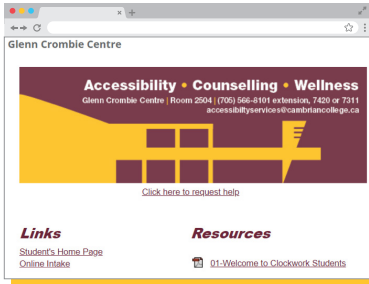 Glenn Crombie Centre
Accessibility • Counselling • Wellness
Glenn Crombie Centre | Room 2504 | (705) 566-8101 extension, 7420 or 7311
accessibiltyservices@cambriancollege.ca
Click here to request help
Links
Resources
Student's Home Page
Online Intake
01-Welcome to Clockwork Students